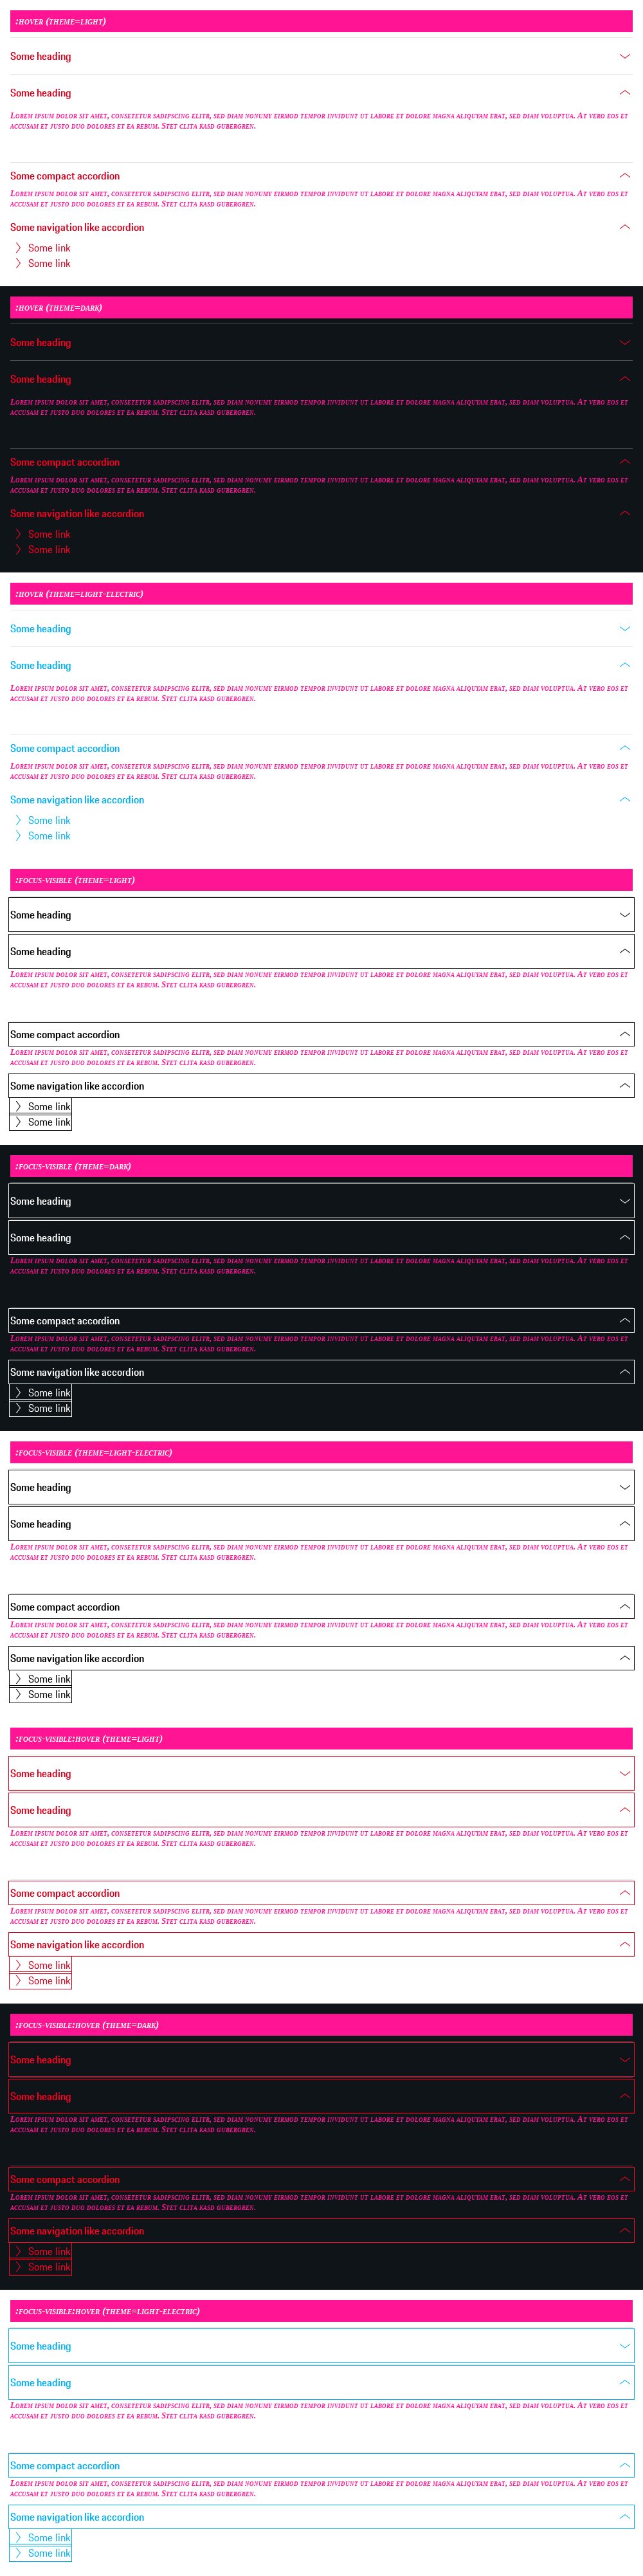 :hover (theme=light)
Some heading
Some heading
Lorem ipsum dolor sit amet, consetetur sadipscing elitr, sed diam nonumy eirmod tempor invidunt ut labore et dolore magna aliquyam erat, sed diam voluptua. At vero eos et
accusam et justo duo dolores et ea rebum. Stet clita kasd gubergren.
Some compact accordion
Lorem ipsum dolor sit amet, consetetur sadipscing elitr, sed diam nonumy eirmod tempor invidunt ut labore et dolore magna aliquyam erat, sed diam voluptua. At vero eos et
accusam et justo duo dolores et ea rebum. Stet clita kasd gubergren.
Some navigation like accordion
Some link
Some link
:hover (theme=dark)
Some heading
Some heading
Lorem ipsum dolor sit amet, consetetur sadipscing elitr, sed diam nonumy eirmod tempor invidunt ut labore et dolore magna aliquyam erat, sed diam voluptua. At vero eos et
accusam et justo duo dolores et ea rebum. Stet clita kasd gubergren.
Some compact accordion
Lorem ipsum dolor sit amet, consetetur sadipscing elitr, sed diam nonumy eirmod tempor invidunt ut labore et dolore magna aliquyam erat, sed diam voluptua. At vero eos et
accusam et justo duo dolores et ea rebum. Stet clita kasd gubergren.
Some navigation like accordion
Some link
Some link
:hover (theme=light-electric)
Some heading
Some heading
Lorem ipsum dolor sit amet, consetetur sadipscing elitr, sed diam nonumy eirmod tempor invidunt ut labore et dolore magna aliquyam erat, sed diam voluptua. At vero eos et
accusam et justo duo dolores et ea rebum. Stet clita kasd gubergren.
Some compact accordion
Lorem ipsum dolor sit amet, consetetur sadipscing elitr, sed diam nonumy eirmod tempor invidunt ut labore et dolore magna aliquyam erat, sed diam voluptua. At vero eos et
accusam et justo duo dolores et ea rebum. Stet clita kasd gubergren.
Some navigation like accordion
Some link
Some link
:focus-visible (theme=light)
Some heading
Some heading
Lorem ipsum dolor sit amet, consetetur sadipscing elitr, sed diam nonumy eirmod tempor invidunt ut labore et dolore magna aliquyam erat, sed diam voluptua. At vero eos et
accusam et justo duo dolores et ea rebum. Stet clita kasd gubergren.
Some compact accordion
Lorem ipsum dolor sit amet, consetetur sadipscing elitr, sed diam nonumy eirmod tempor invidunt ut labore et dolore magna aliquyam erat, sed diam voluptua. At vero eos et
accusam et justo duo dolores et ea rebum. Stet clita kasd gubergren.
Some navigation like accordion
Some link
Some link
:focus-visible (theme=dark)
Some heading
Some heading
Lorem ipsum dolor sit amet, consetetur sadipscing elitr, sed diam nonumy eirmod tempor invidunt ut labore et dolore magna aliquyam erat, sed diam voluptua. At vero eos et
accusam et justo duo dolores et ea rebum. Stet clita kasd gubergren.
Some compact accordion
Lorem ipsum dolor sit amet, consetetur sadipscing elitr, sed diam nonumy eirmod tempor invidunt ut labore et dolore magna aliquyam erat, sed diam voluptua. At vero eos et
accusam et justo duo dolores et ea rebum. Stet clita kasd gubergren.
Some navigation like accordion
Some link
Some link
:focus-visible (theme=light-electric)
Some heading
Some heading
Lorem ipsum dolor sit amet, consetetur sadipscing elitr, sed diam nonumy eirmod tempor invidunt ut labore et dolore magna aliquyam erat, sed diam voluptua. At vero eos et
accusam et justo duo dolores et ea rebum. Stet clita kasd gubergren.
Some compact accordion
Lorem ipsum dolor sit amet, consetetur sadipscing elitr, sed diam nonumy eirmod tempor invidunt ut labore et dolore magna aliquyam erat, sed diam voluptua. At vero eos et
accusam et justo duo dolores et ea rebum. Stet clita kasd gubergren.
Some navigation like accordion
Some link
Some link
:focus-visible:hover (theme=light)
Some heading
Some heading
Lorem ipsum dolor sit amet, consetetur sadipscing elitr, sed diam nonumy eirmod tempor invidunt ut labore et dolore magna aliquyam erat, sed diam voluptua. At vero eos et
accusam et justo duo dolores et ea rebum. Stet clita kasd gubergren.
Some compact accordion
Lorem ipsum dolor sit amet, consetetur sadipscing elitr, sed diam nonumy eirmod tempor invidunt ut labore et dolore magna aliquyam erat, sed diam voluptua. At vero eos et
accusam et justo duo dolores et ea rebum. Stet clita kasd gubergren.
Some navigation like accordion
Some link
Some link
:focus-visible:hover (theme=dark)
Some heading
Some heading
Lorem ipsum dolor sit amet, consetetur sadipscing elitr, sed diam nonumy eirmod tempor invidunt ut labore et dolore magna aliquyam erat, sed diam voluptua. At vero eos et
accusam et justo duo dolores et ea rebum. Stet clita kasd gubergren.
Some compact accordion
Lorem ipsum dolor sit amet, consetetur sadipscing elitr, sed diam nonumy eirmod tempor invidunt ut labore et dolore magna aliquyam erat, sed diam voluptua. At vero eos et
accusam et justo duo dolores et ea rebum. Stet clita kasd gubergren.
Some navigation like accordion
Some link
Some link
:focus-visible:hover (theme=light-electric)
Some heading
Some heading
Lorem ipsum dolor sit amet, consetetur sadipscing elitr, sed diam nonumy eirmod tempor invidunt ut labore et dolore magna aliquyam erat, sed diam voluptua. At vero eos et
accusam et justo duo dolores et ea rebum. Stet clita kasd gubergren.
Some compact accordion
Lorem ipsum dolor sit amet, consetetur sadipscing elitr, sed diam nonumy eirmod tempor invidunt ut labore et dolore magna aliquyam erat, sed diam voluptua. At vero eos et
accusam et justo duo dolores et ea rebum. Stet clita kasd gubergren.
Some navigation like accordion
Some link
Some link